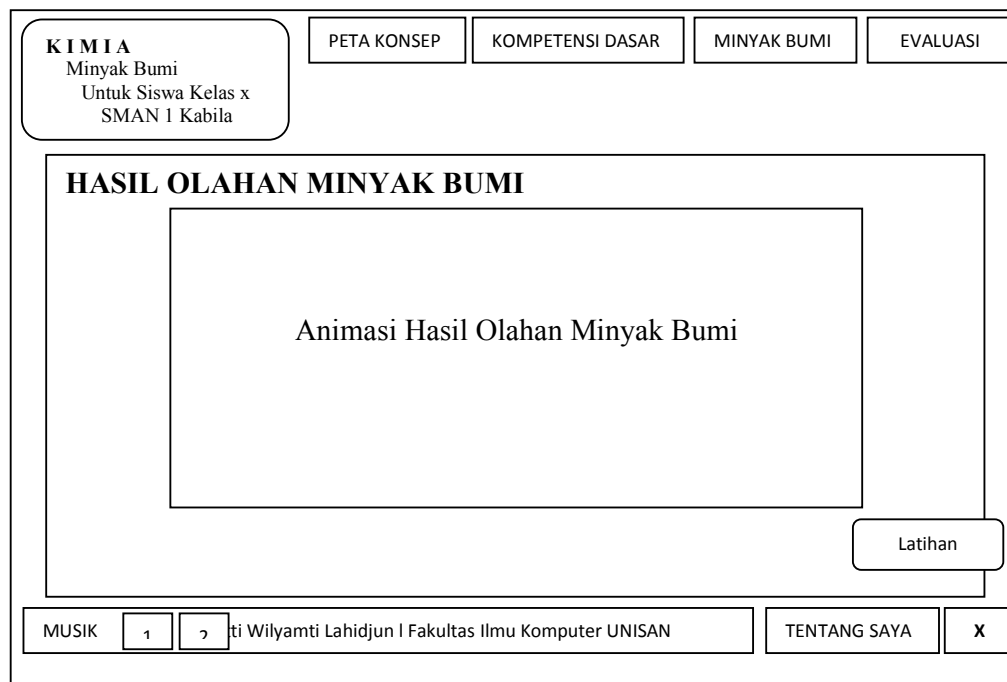 K I M I A
Minyak Bumi
Untuk Siswa Kelas x
SMAN 1 Kabila
PETA KONSEP
KOMPETENSI DASAR
MINYAK BUMI
EVALUASI
HASIL OLAHAN MINYAK BUMI
Animasi Hasil Olahan Minyak Bumi
Latihan
MUSIK
1
2
Wilyamti Lahidjun l Fakultas Ilmu Komputer UNISAN
TENTANG SAYA
X